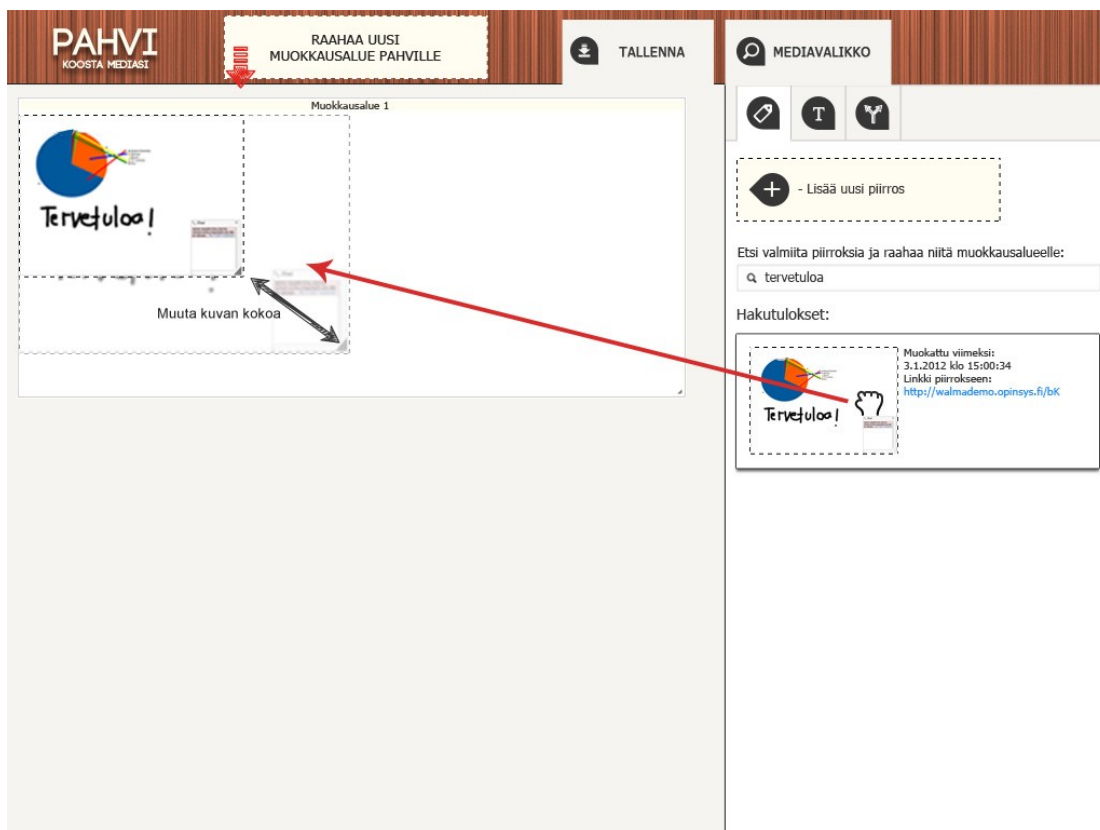 PAHVI
KOOSTA MEDIASI
RAAHAA UUSI
MUOKKAUSALUE PAHVILLE
TALLENNA
MEDIAVALIKKO
Muokkausalue 1
Tervetuloa!
Muuta kuvan kokoa
T
- Lisää uusi piirros
Etsi valmiita piirroksia ja raahaa niitä muokkausalueelle:
tervetuloa
Hakutulokset:
Tervetuloa!
Muokattu viimeksi:
3.1.2012 klo 15:00:34
Linkki piirrokseen:
http://walmademo.opinsys.fi/bK